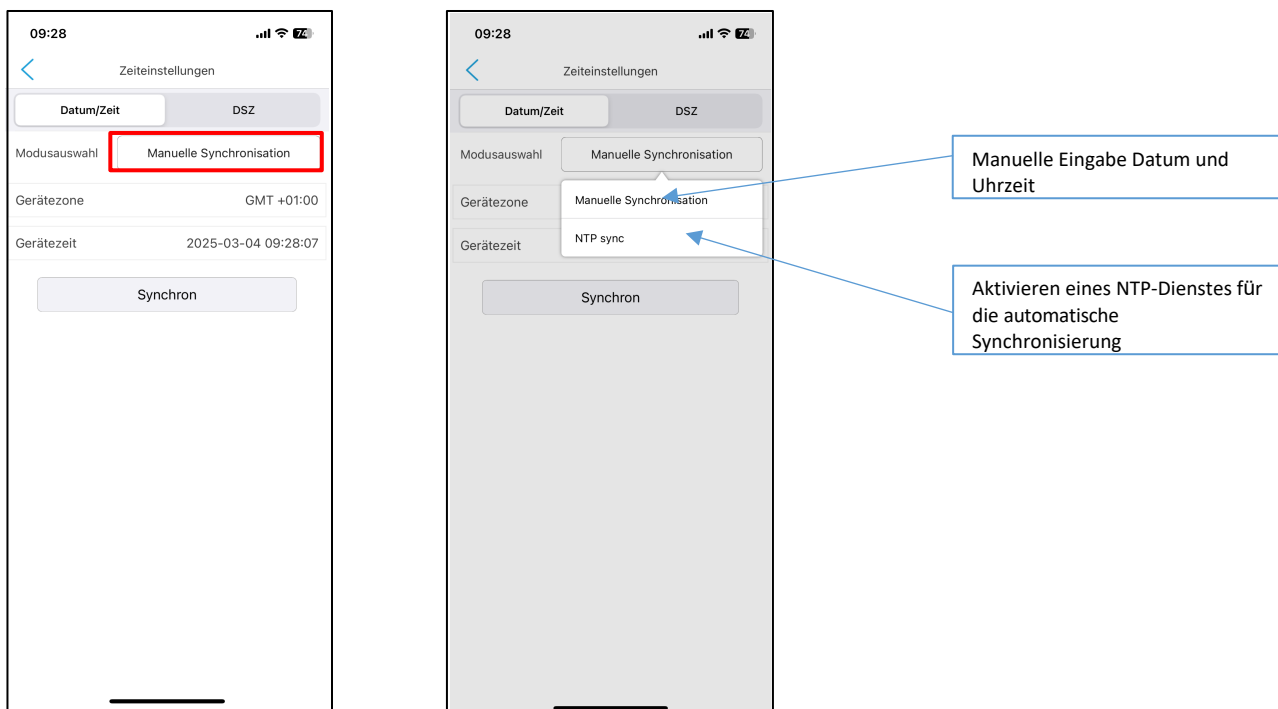 09:28
74
Zeiteinstellungen
Datum/Zeit
DSZ
Modusauswahl
Manuelle Synchronisation
Gerätezone
GMT +01:00
Gerätezeit
2025-03-04 09:28:07
Synchron
09:28
74
Zeiteinstellungen
Datum/Zeit
DSZ
Modusauswahl
Manuelle Synchronisation
Gerätezone
Manuelle Synchronisation
Gerätezeit
NTP sync
Synchron
Manuelle Eingabe Datum und
Uhrzeit
Aktivieren eines NTP-Dienstes für
die automatische
Synchronisierung